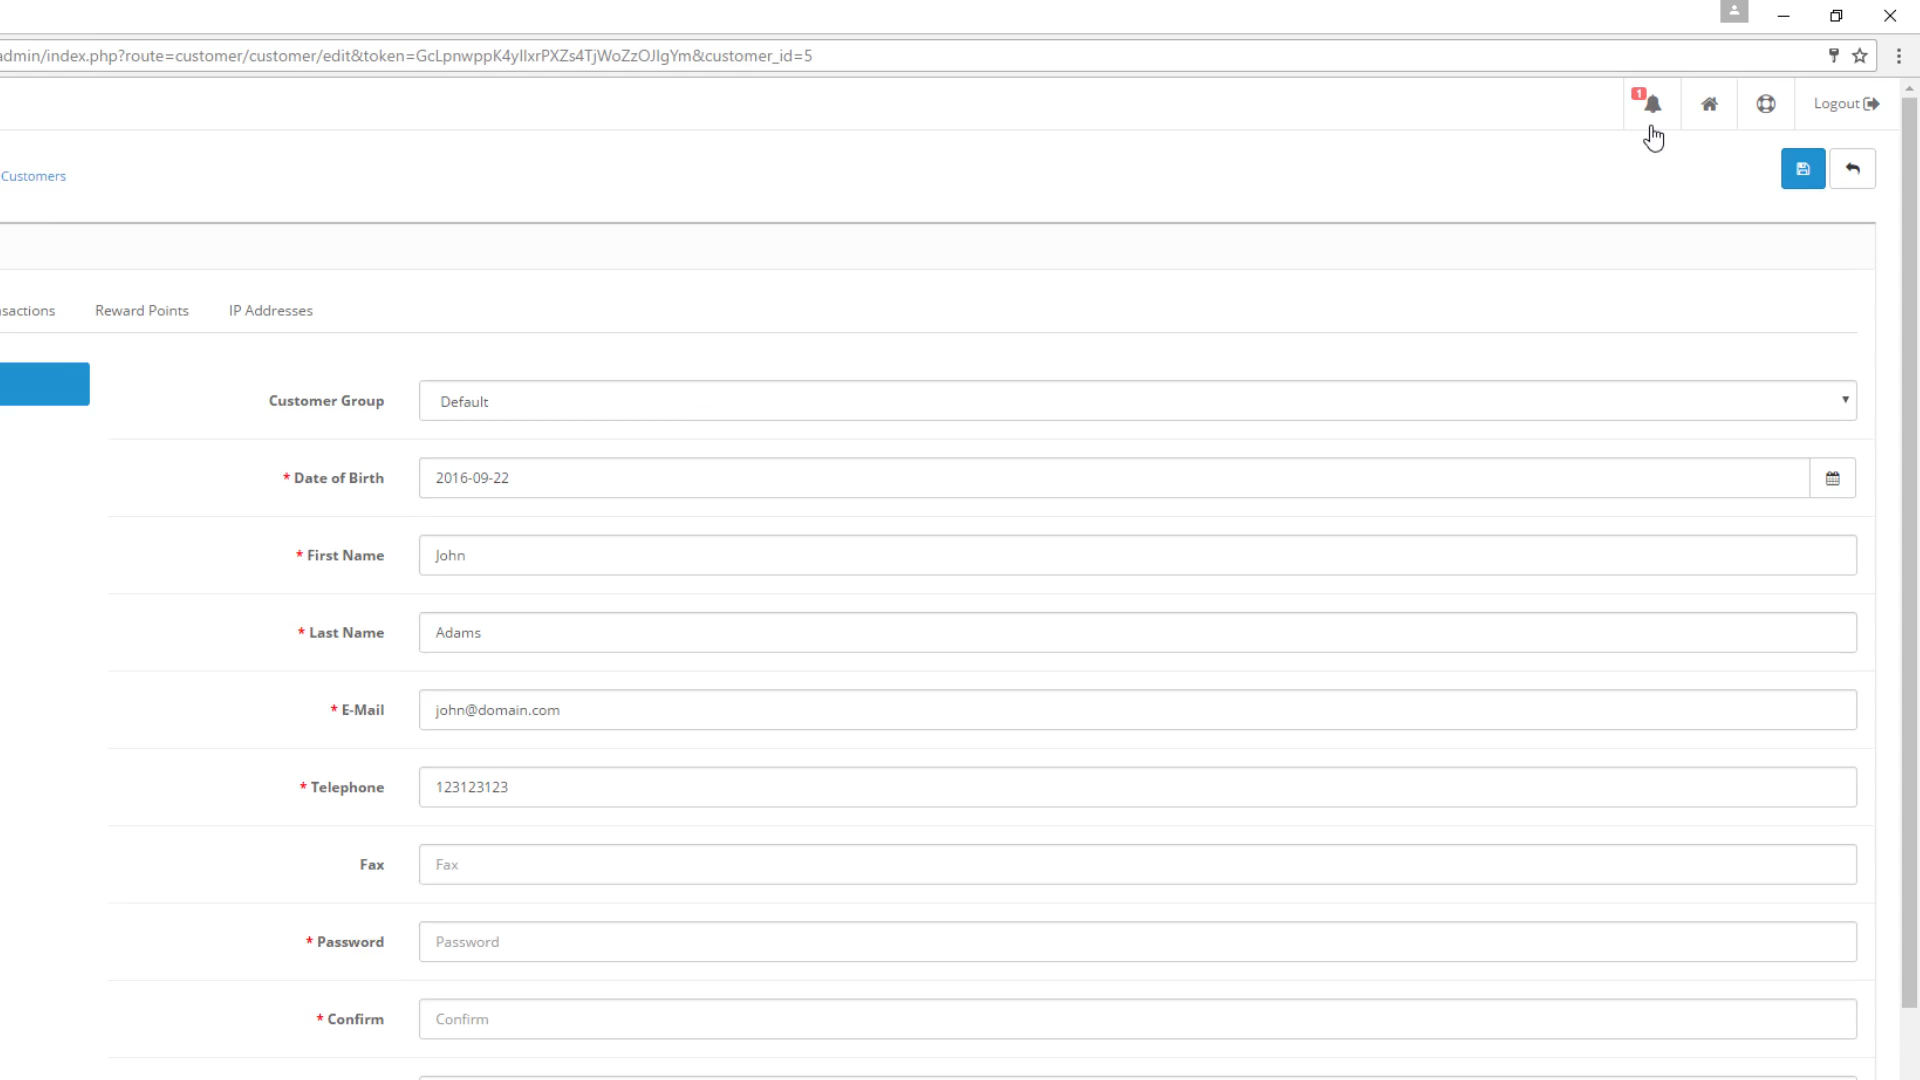 admin/index.php?route=customer/customer/edit&token=GcLpnwppK4yIlxrPXZs4TjWoZzOJIgYm&customer_id=5
1
Logout
Customers
sactions Reward Points IP Addresses
Customer Group Default
* Date of Birth 2016-09-22
* First Name John
* Last Name Adams
* E-Mail john@domain.com
* Telephone 123123123
Fax Fax
* Password Password
* Confirm Confirm